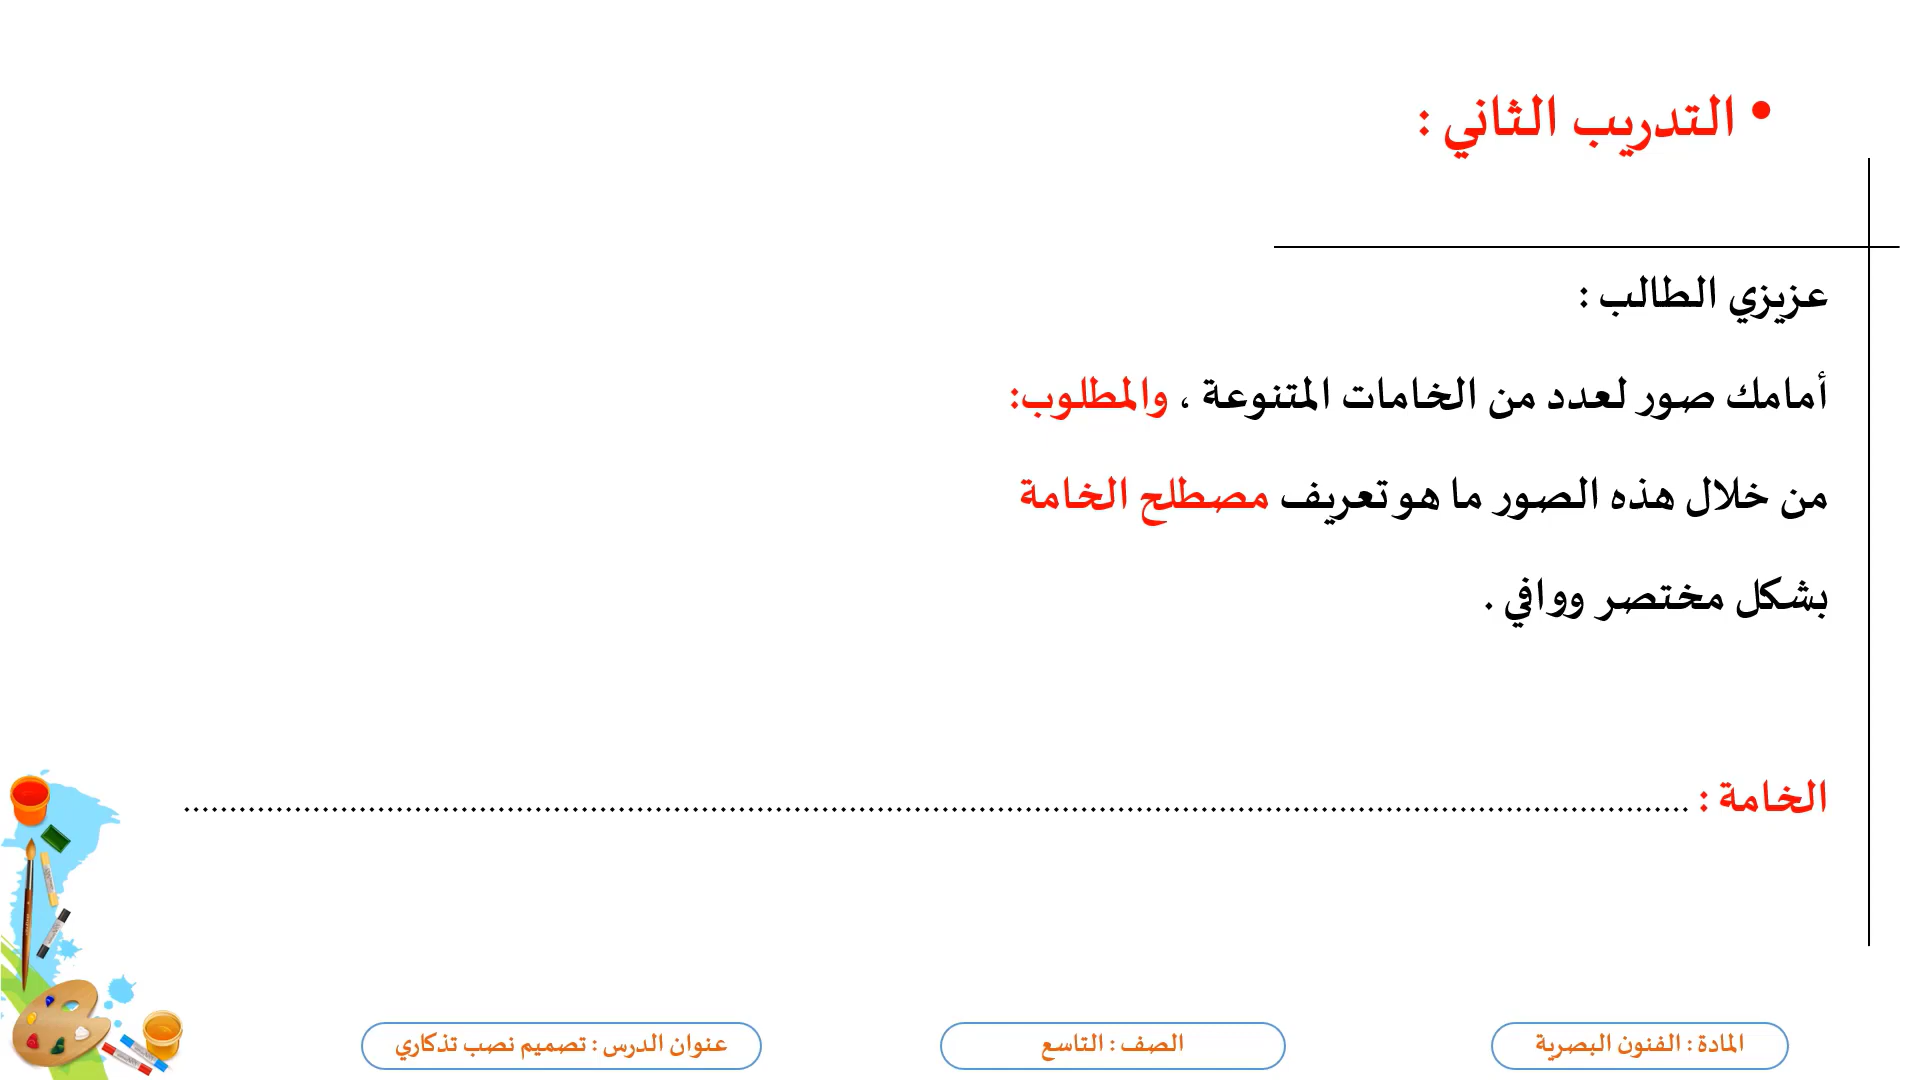 • التدريب الثاني :
عزيزي الطالب :
أمامك صور لعدد من الخامات المتنوعة ، والمطلوب:
من خلال هذه الصور ما هو تعريف مصطلح الخامة
بشكل مختصر ووافي .
الخامة : ....................................................................................................................................................................
المادة : الفنون البصرية
الصف : التاسع
عنوان الدرس : تصميم نصب تذكاري